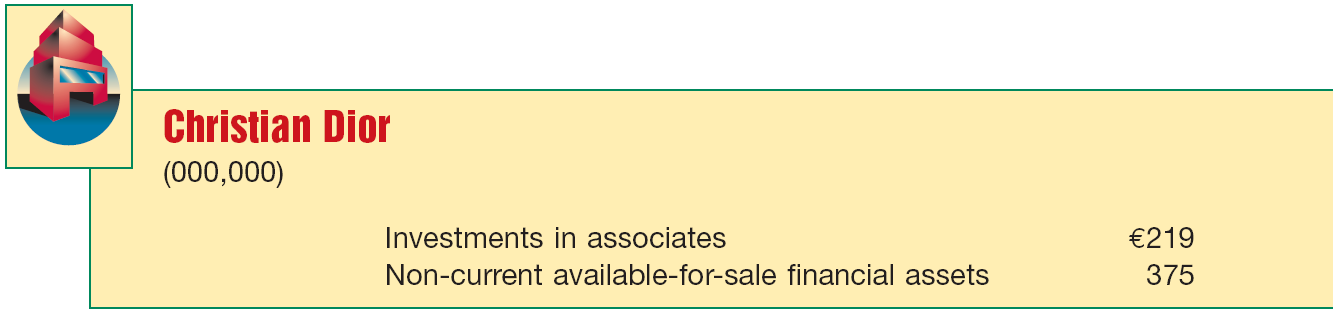 Christian Dior
(000,000)
Investments in associates €219
Non-current available-for-sale financial assets 375